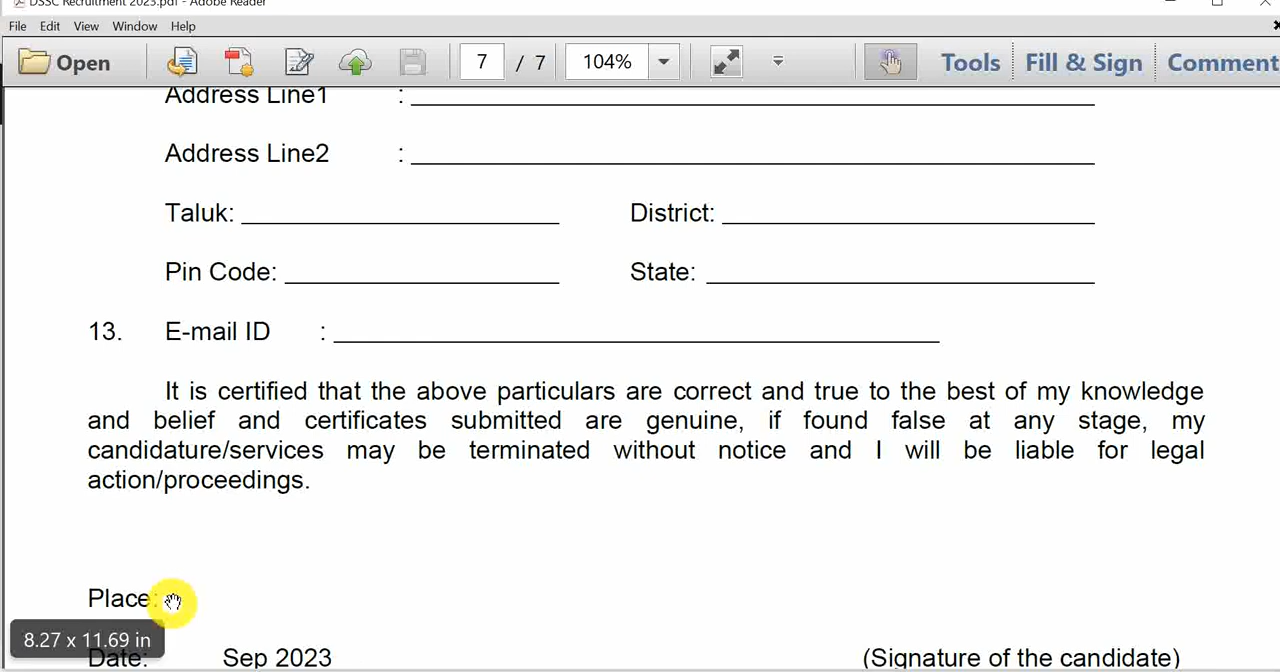 DSSC Recruitment 2023.pdf - Adobe Reader
File Edit View Window Help
Open 7 / 7 104% Tools Fill & Sign Comment
Address Line1 :
Address Line2 :
Taluk: District:
Pin Code: State:
13. E-mail ID :
It is certified that the above particulars are correct and true to the best of my knowledge
and belief and certificates submitted are genuine, if found false at any stage, my
candidature/services may be terminated without notice and I will be liable for legal
action/proceedings.
Place:
8.27 x 11.69 in
Date: Sep 2023 (Signature of the candidate)